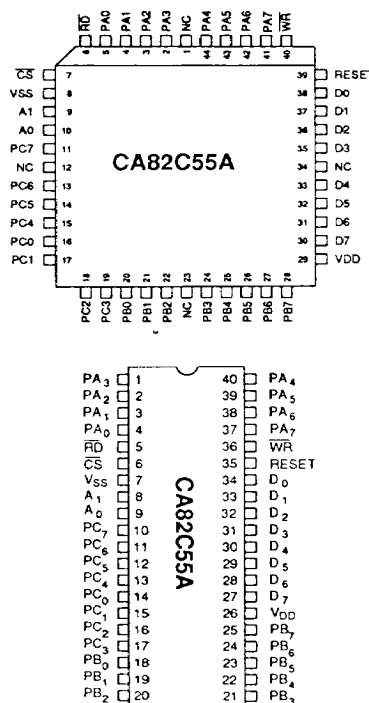 RD PA0 PA1 PA2 PA3 NC PA4 PA5 PA6 PA7 WR
6 5 4 3 2 1 44 43 42 41 40
CS 7 39 RESET
VSS 8 38 D0
A1 9 37 D1
A0 10 36 D2
PC7 11 35 D3
NC 12 34 NC
PC6 13 33 D4
PC5 14 32 D5
PC4 15 31 D6
PC0 16 30 D7
PC1 17 29 VDD
CA82C55A
18 19 20 21 22 23 24 25 26 27 28
PC2 PC3 PB0 PB1 PB2 NC PB3 PB4 PB5 PB6 PB7
PA3 1 40 PA4
PA2 2 39 PA5
PA1 3 38 PA6
PA0 4 37 PA7
RD 5 36 WR
CS 6 35 RESET
VSS 7 34 D0
A1 8 33 D1
A0 9 32 D2
PC7 10 31 D3
PC6 11 30 D4
PC5 12 29 D5
PC4 13 28 D6
PC0 14 27 D7
PC1 15 26 VDD
PC2 16 25 PB7
PC3 17 24 PB6
PB0 18 23 PB5
PB1 19 22 PB4
PB2 20 21 PB3
CA82C55A